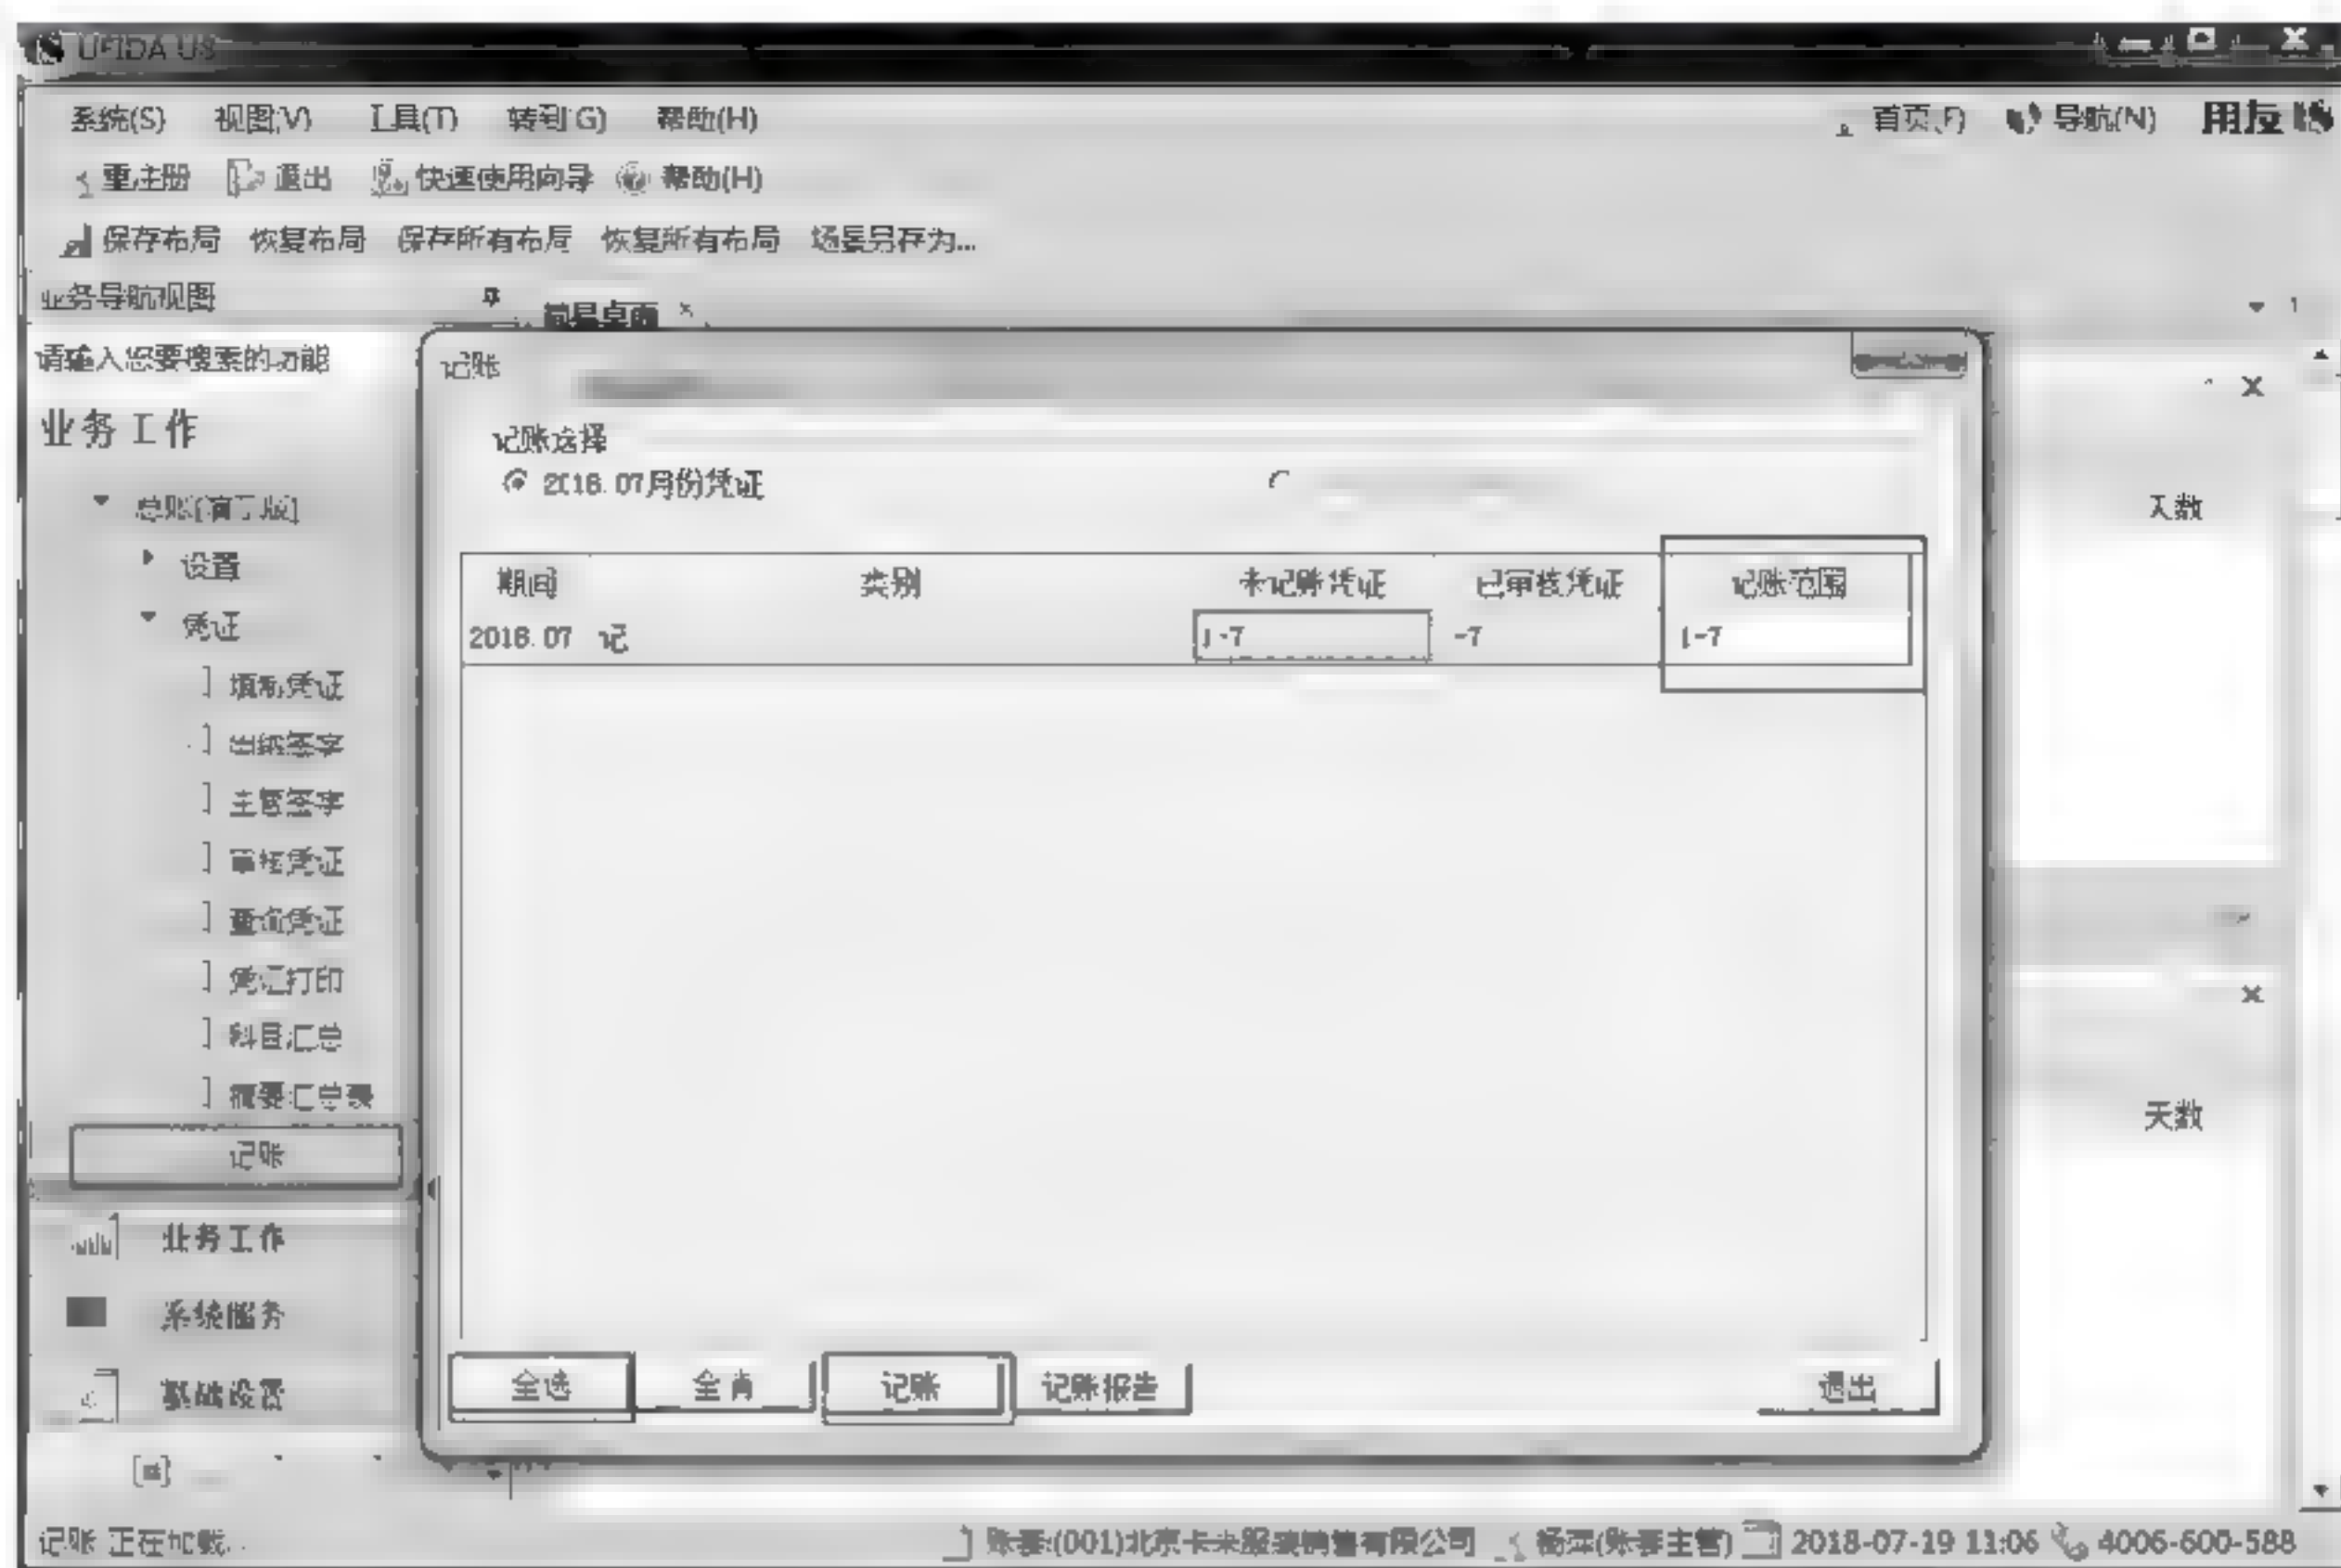 UFIDA U8
系统(S) 视图(V) 工具(T) 转到(G) 帮助(H) 首页(F) 导航(N) 用友
重注册 退出 快速使用向导 帮助(H)
保存布局 恢复布局 保存所有布局 恢复所有布局 场景另存为...
业务导航视图
简易桌面
请输入您要搜索的功能
记账
业务工作
记账选择
2018.07月份凭证
总账[演示版]
天数
设置
期间 类别 未记账凭证 已审核凭证 记账范围
凭证
2018.07 记 1-7 -7 1-7
填制凭证
出纳签字
主管签字
审核凭证
查询凭证
凭证打印
科目汇总
摘要汇总表
天数
记账
业务工作
系统服务
基础设置
全选 全消 记账 记账报告 退出
记账 正在加载.. 账套:(001)北京卡未服装销售有限公司 (账套主管) 2018-07-19 11:06 4006-600-588